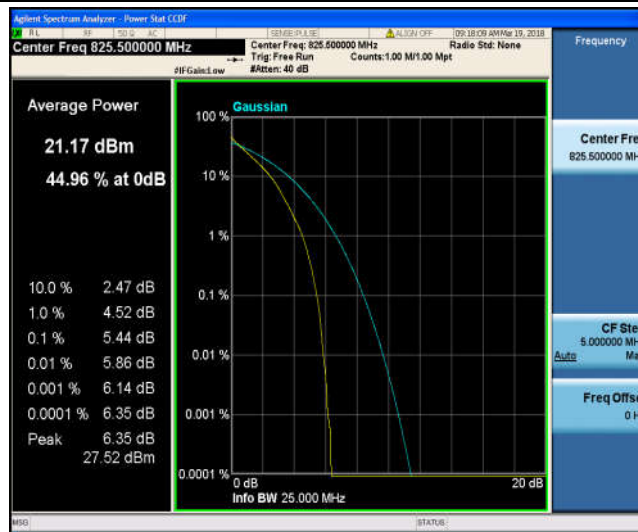 Agilent Spectrum Analyzer - Power Stat CCDF
RL RF 50 Ω AC SENSE:PULSE ALIGN OFF 09:18:09 AM Mar 19, 2018
Center Freq 825.500000 MHz
Center Freq: 825.500000 MHz
Radio Std: None
Trig: Free Run Counts:1.00 M/1.00 Mpt
#IFGain:Low
#Atten: 40 dB
Frequency
Average Power
21.17 dBm
44.96 % at 0dB
10.0 % 2.47 dB
1.0 % 4.52 dB
0.1 % 5.44 dB
0.01 % 5.86 dB
0.001 % 6.14 dB
0.0001 % 6.35 dB
Peak 6.35 dB
27.52 dBm
Gaussian
100 %
10 %
1 %
0.1 %
0.01 %
0.001 %
0.0001 %
0 dB 20 dB
Info BW 25.000 MHz
Center Fre
825.500000 MH
CF Ste
5.000000 MH
Auto Ma
Freq Offse
0 H
MSG STATUS